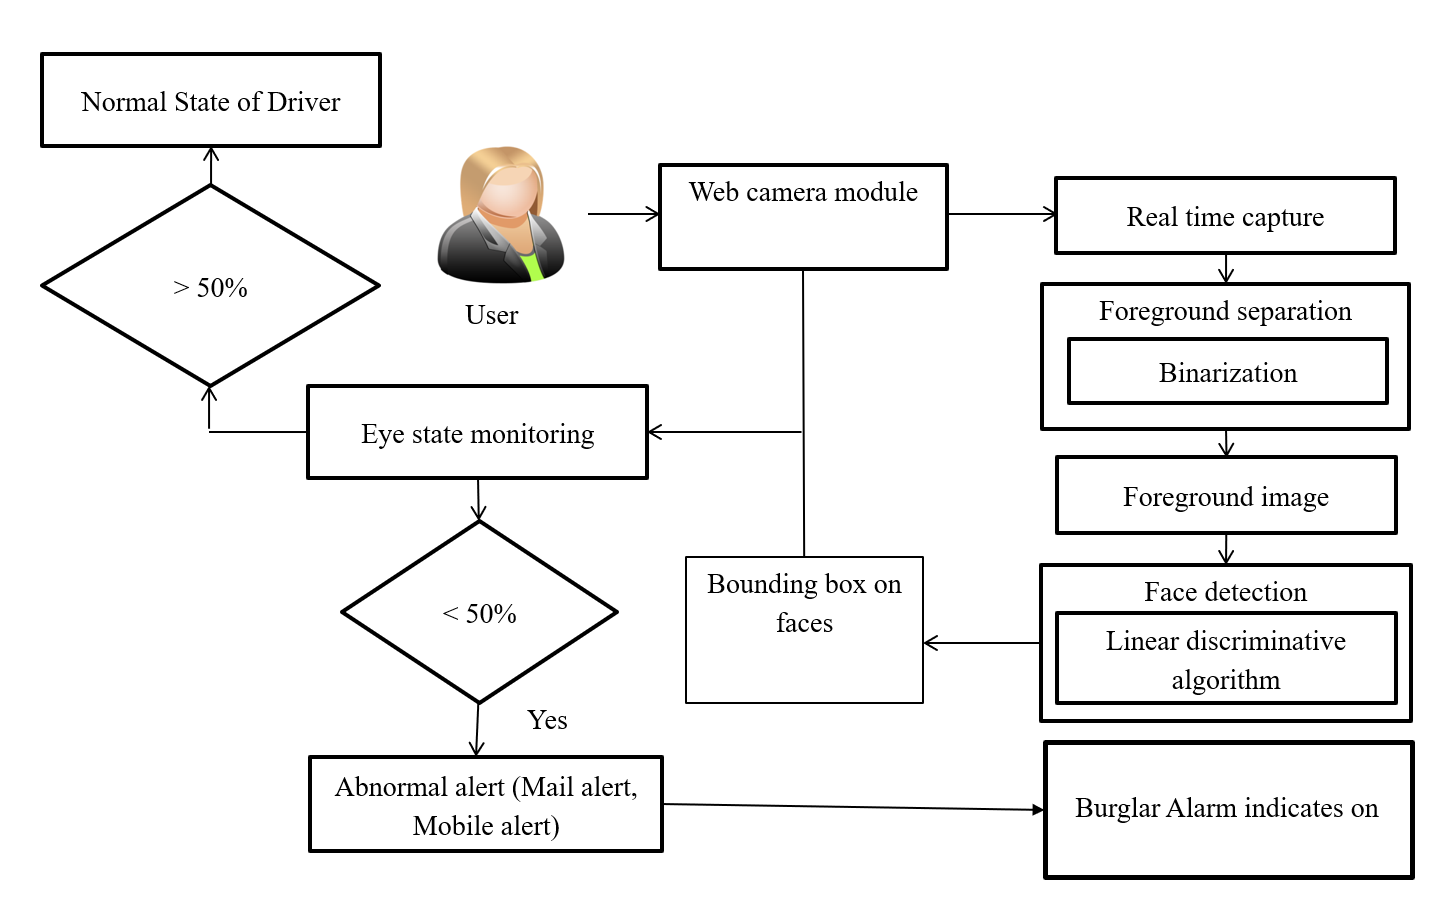 Normal State of Driver
> 50%
User
Web camera module
Real time capture
Foreground separation
Binarization
Foreground image
Face detection
Linear discriminative
algorithm
Bounding box on
faces
Eye state monitoring
< 50%
Yes
Abnormal alert (Mail alert,
Mobile alert)
Burglar Alarm indicates on